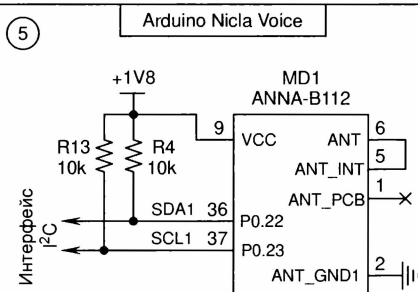 5
Arduino Nicla Voice
+1V8
MD1
ANNA-B112
R13
10k
R4
10k
9
VCC
ANT
6
ANT_INT
5
ANT_PCB
1
SDA1
36
P0.22
SCL1
37
P0.23
ANT_GND1
2
Интерфейс
I²C